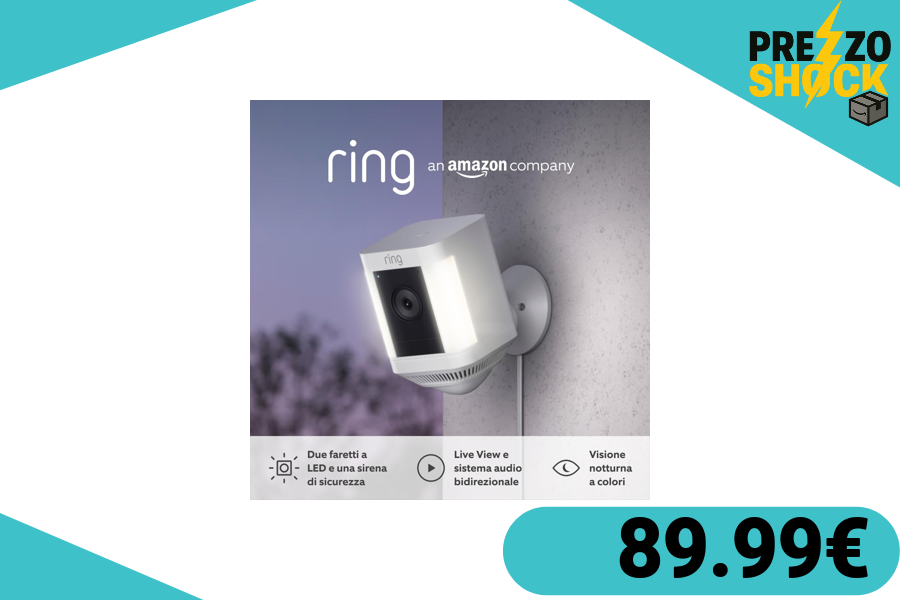 PREZZO
SHOCK
ring an amazon company
ring
Due faretti a
LED e una sirena
di sicurezza
Live View e
sistema audio
bidirezionale
Visione
notturna
a colori
89.99€